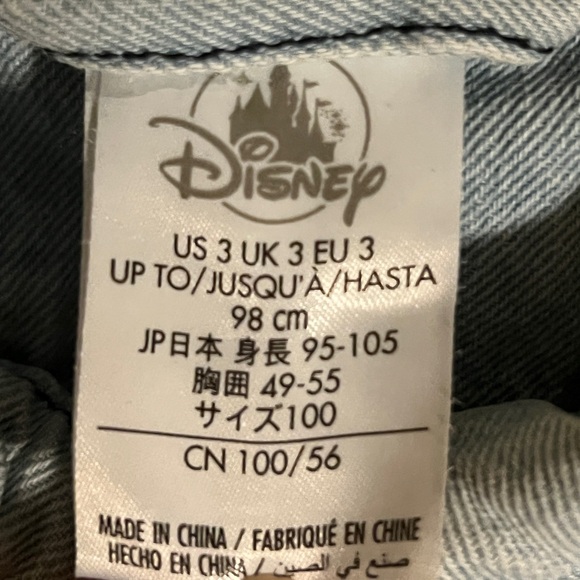 Disney
US 3 UK 3 EU 3
UP TO/JUSQU'À/HASTA
98 cm
JP日本 身長 95-105
胸囲 49-55
サイズ100
CN 100/56
MADE IN CHINA / FABRIQUÉ EN CHINE
HECHO EN CHINA / صنع في الصين